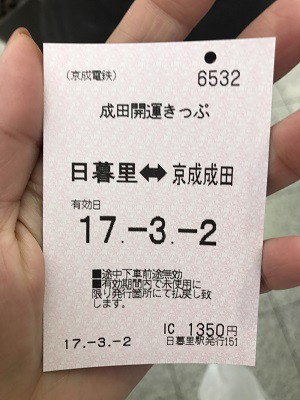 （京成電鉄）
6532
成田開運きっぷ
日暮里⬌京成成田
有効日
17.-3.-2
■途中下車前途無効
■有効期間内で未使用に
限り発行箇所にて払戻し致
します。
IC 1350円
17.-3.-2
日暮里駅発行151